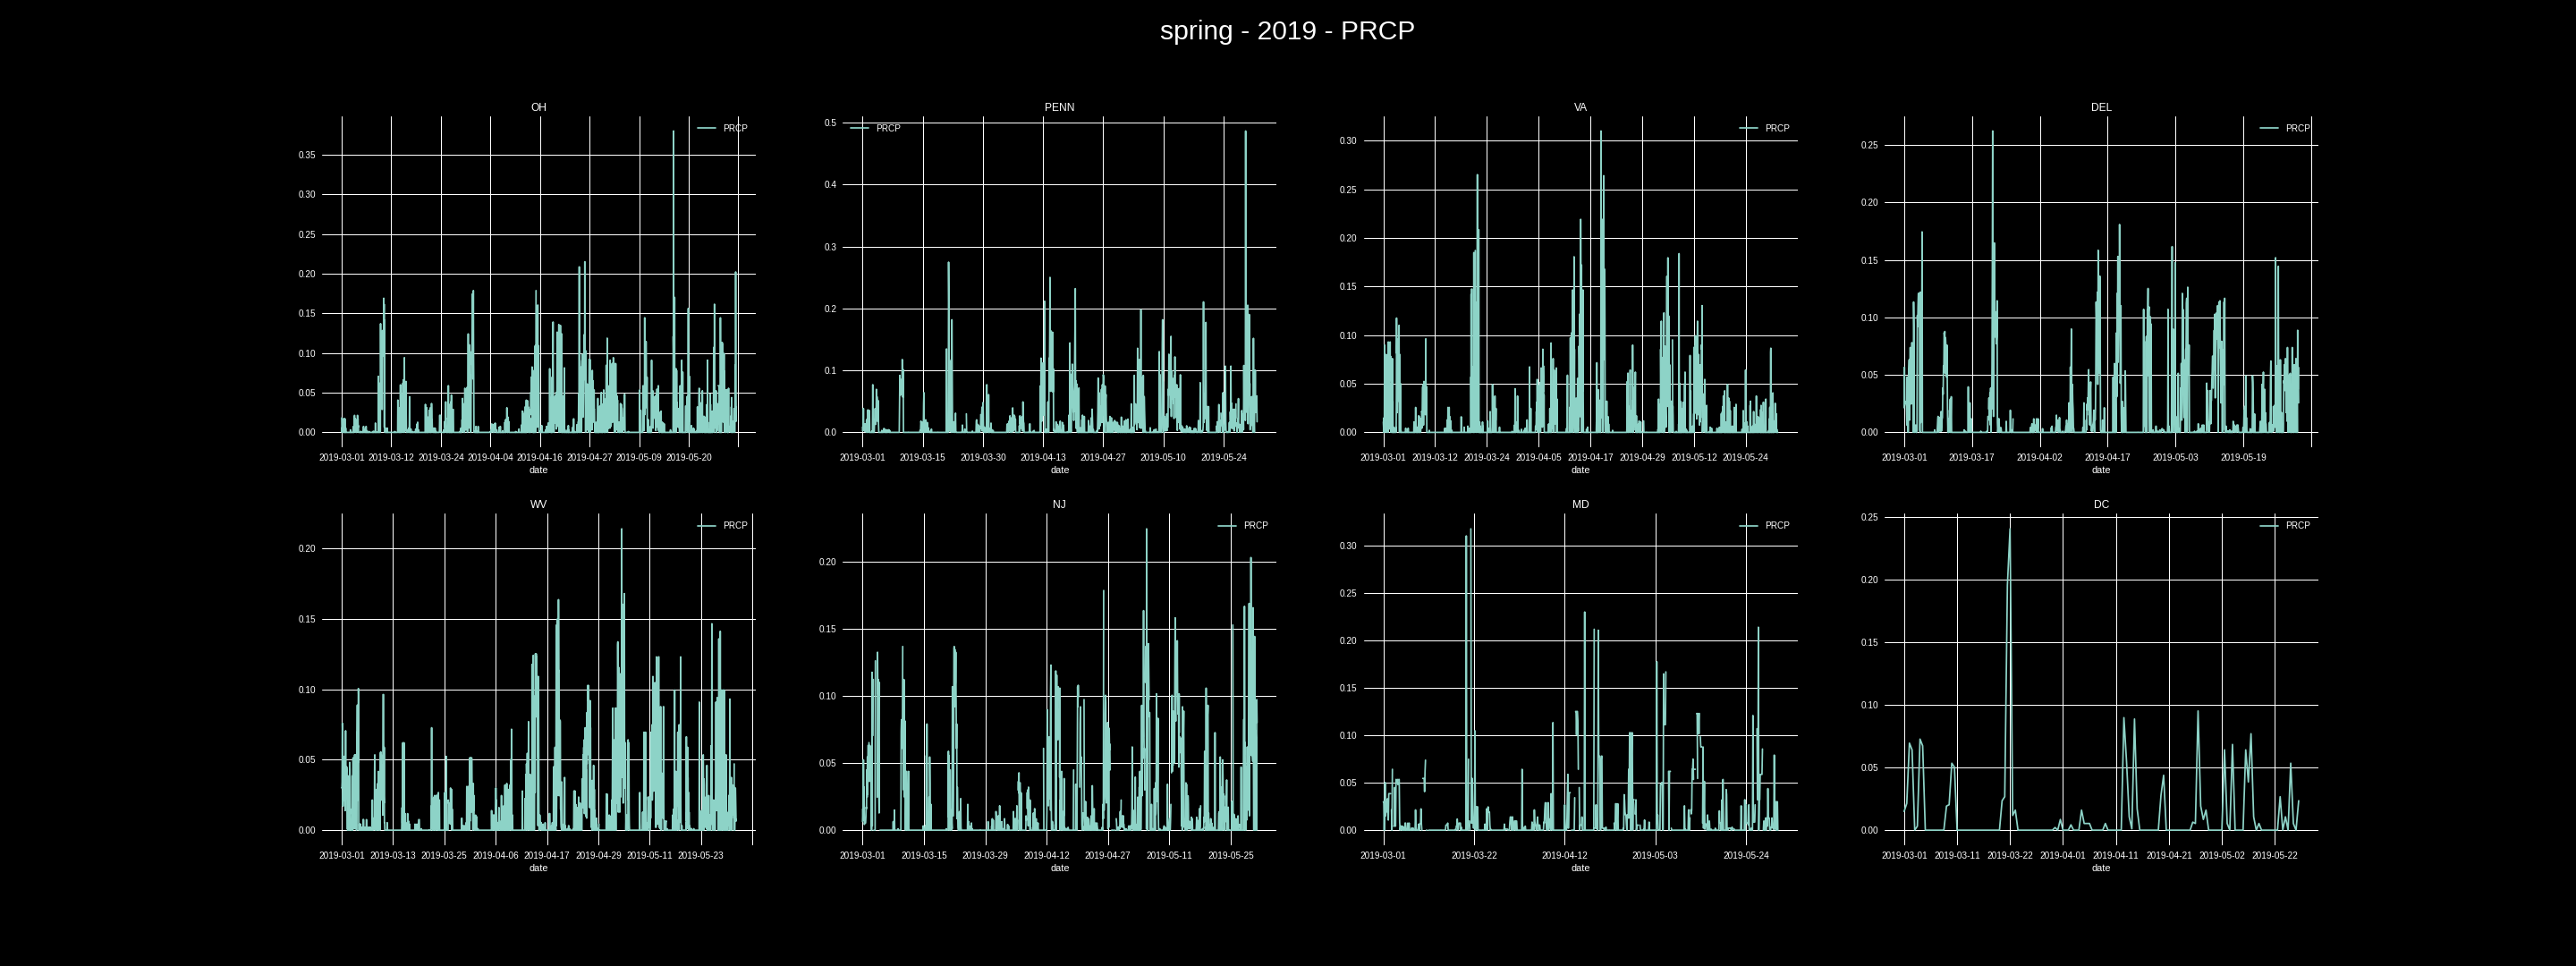 spring - 2019 - PRCP
OH
PRCP
0.35
0.30
0.25
0.20
0.15
0.10
0.05
0.00
2019-03-01 2019-03-12 2019-03-24 2019-04-04 2019-04-16 2019-04-27 2019-05-09 2019-05-20
date
PENN
PRCP
0.5
0.4
0.3
0.2
0.1
0.0
2019-03-01 2019-03-15 2019-03-30 2019-04-13 2019-04-27 2019-05-10 2019-05-24
date
VA
PRCP
0.30
0.25
0.20
0.15
0.10
0.05
0.00
2019-03-01 2019-03-12 2019-03-24 2019-04-05 2019-04-17 2019-04-29 2019-05-12 2019-05-24
date
DEL
PRCP
0.25
0.20
0.15
0.10
0.05
0.00
2019-03-01 2019-03-17 2019-04-02 2019-04-17 2019-05-03 2019-05-19
date
WV
PRCP
0.20
0.15
0.10
0.05
0.00
2019-03-01 2019-03-13 2019-03-25 2019-04-06 2019-04-17 2019-04-29 2019-05-11 2019-05-23
date
NJ
PRCP
0.20
0.15
0.10
0.05
0.00
2019-03-01 2019-03-15 2019-03-29 2019-04-12 2019-04-27 2019-05-11 2019-05-25
date
MD
PRCP
0.30
0.25
0.20
0.15
0.10
0.05
0.00
2019-03-01 2019-03-22 2019-04-12 2019-05-03 2019-05-24
date
DC
PRCP
0.25
0.20
0.15
0.10
0.05
0.00
2019-03-01 2019-03-11 2019-03-22 2019-04-01 2019-04-11 2019-04-21 2019-05-02 2019-05-22
date